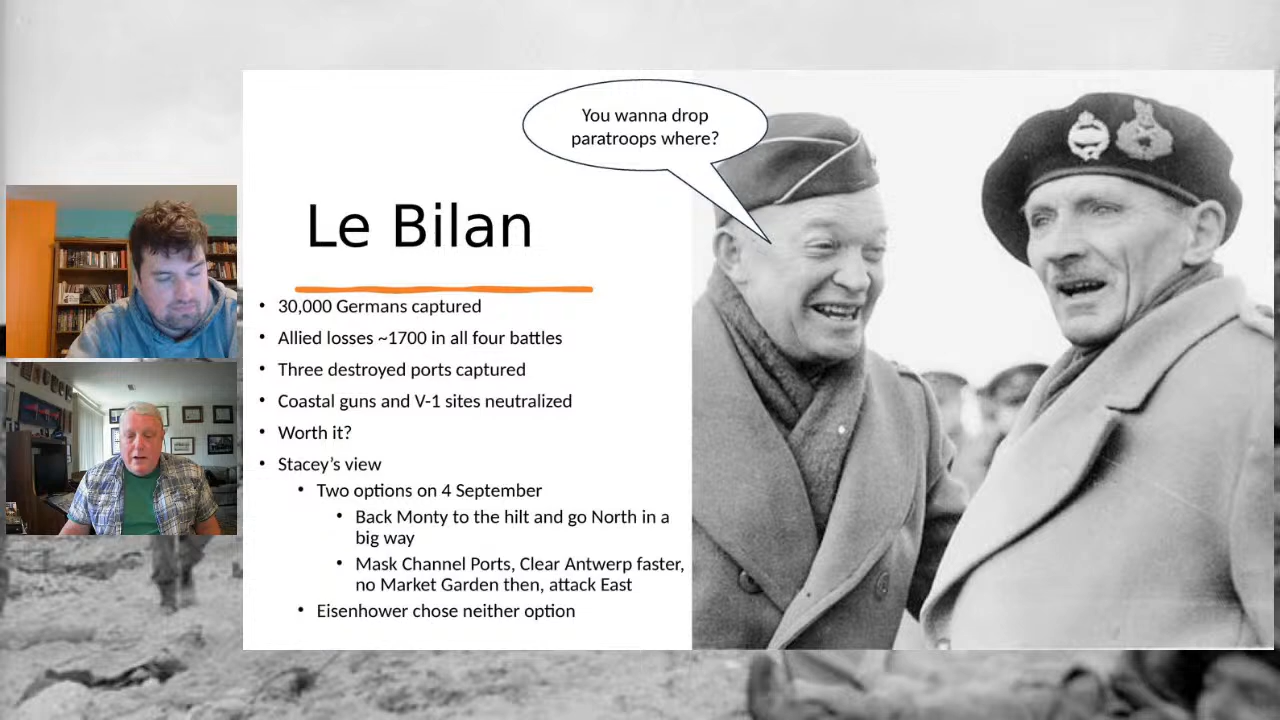 You wanna drop
paratroops where?
Le Bilan
• 30,000 Germans captured
• Allied losses ~1700 in all four battles
• Three destroyed ports captured
• Coastal guns and V-1 sites neutralized
• Worth it?
• Stacey’s view
• Two options on 4 September
• Back Monty to the hilt and go North in a
big way
• Mask Channel Ports, Clear Antwerp faster,
no Market Garden then, attack East
• Eisenhower chose neither option